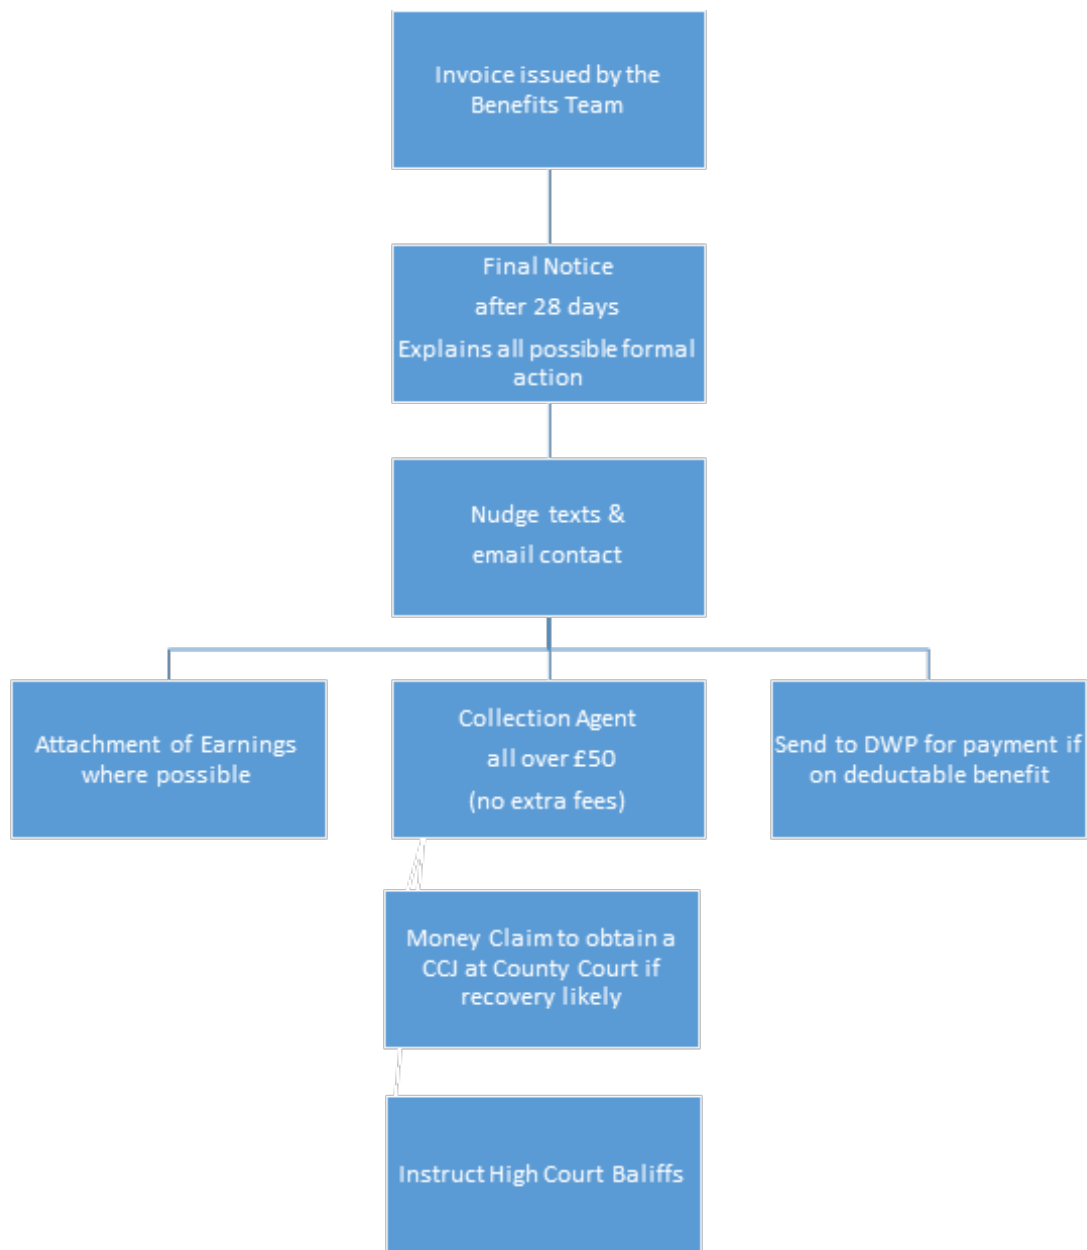 Invoice issued by the
Benefits Team
Final Notice
after 28 days
Explains all possible formal
action
Nudge texts &
email contact
Attachment of Earnings
where possible
Collection Agent
all over £50
(no extra fees)
Send to DWP for payment if
on deductable benefit
Money Claim to obtain a
CCJ at County Court if
recovery likely
Instruct High Court Baliffs